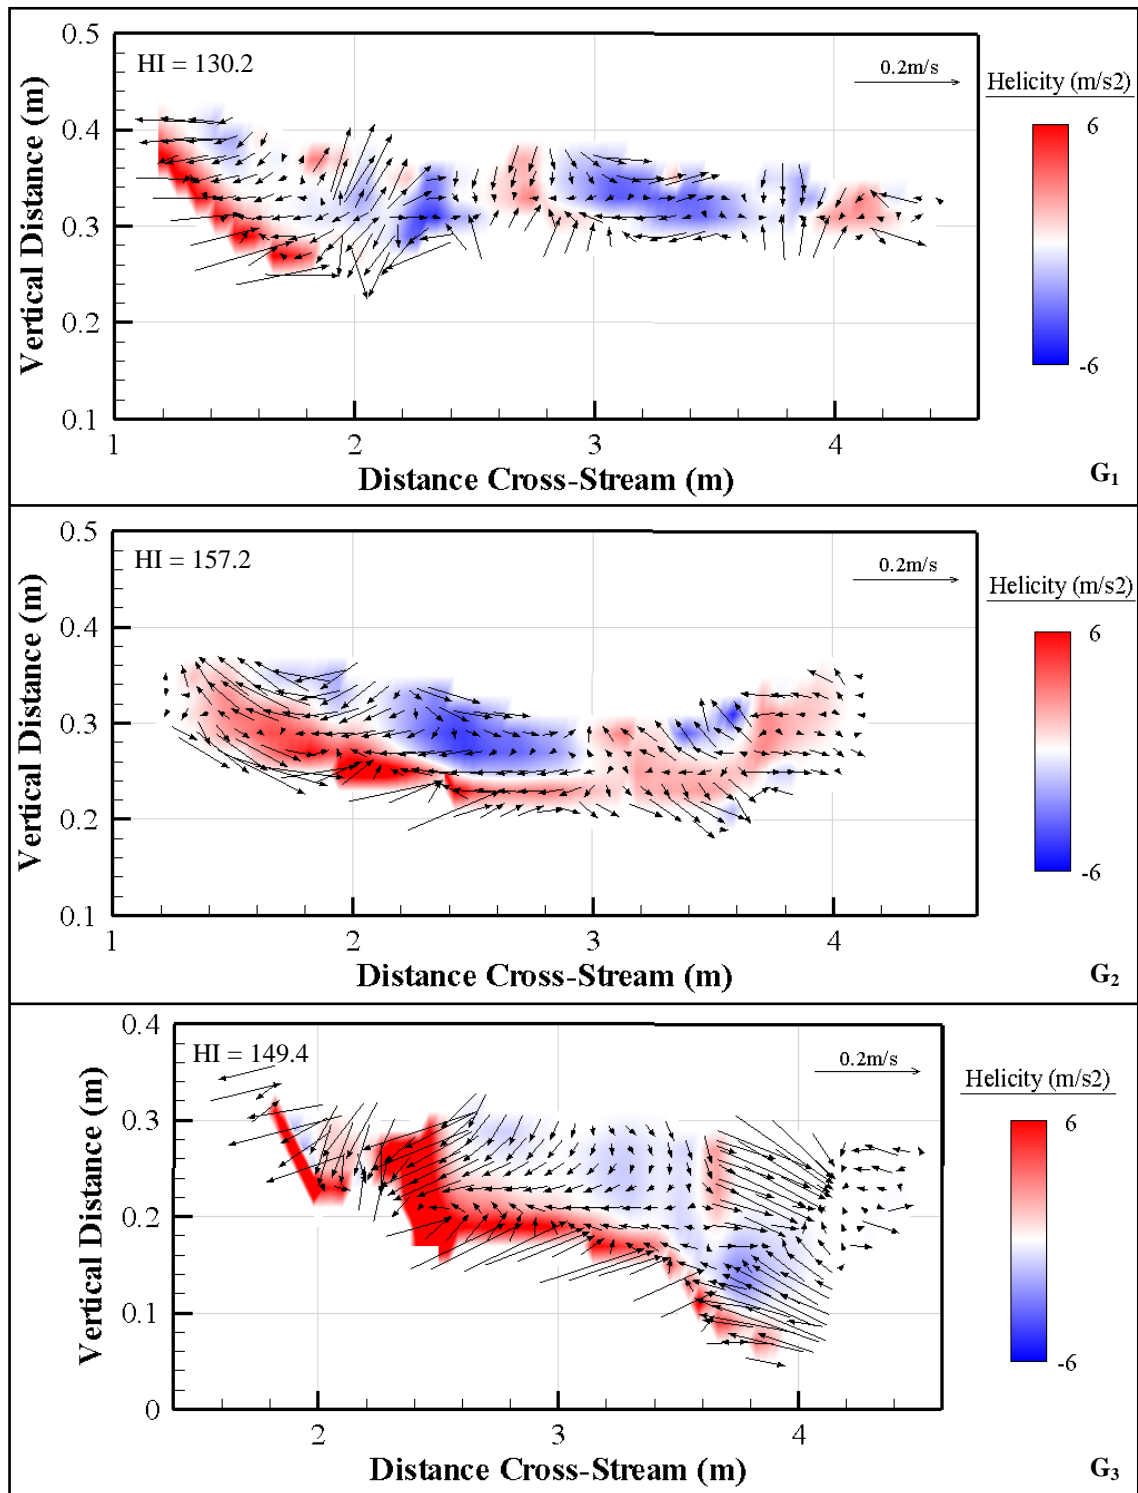 0.5
HI = 130.2
0.2m/s
Helicity (m/s2)
6
-6
0.4
0.3
0.2
0.1
Vertical Distance (m)
1 2 3 4
Distance Cross-Stream (m)
G1
0.5
HI = 157.2
0.2m/s
Helicity (m/s2)
6
-6
0.4
0.3
0.2
0.1
Vertical Distance (m)
1 2 3 4
Distance Cross-Stream (m)
G2
0.4
HI = 149.4
0.2m/s
Helicity (m/s2)
6
-6
0.3
0.2
0.1
0
Vertical Distance (m)
2 3 4
Distance Cross-Stream (m)
G3